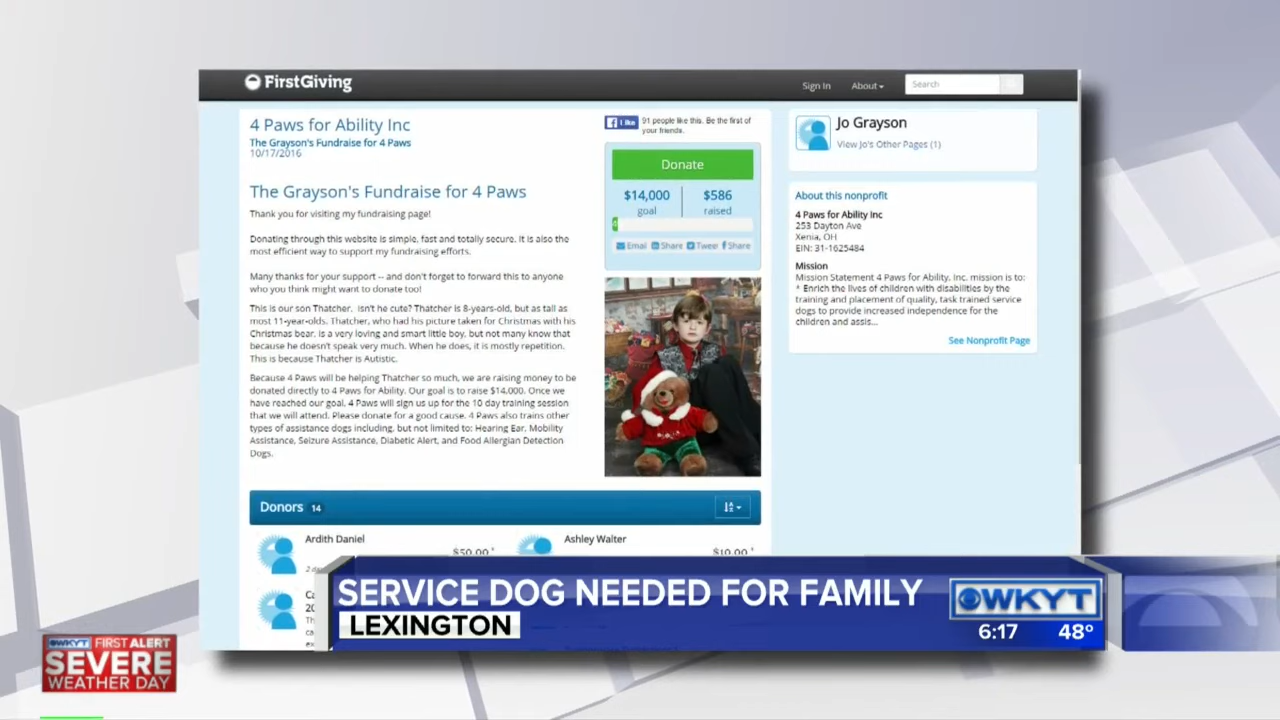 FirstGiving
Sign In
About
Search
4 Paws for Ability Inc
The Grayson's Fundraise for 4 Paws
10/17/2016
The Grayson's Fundraise for 4 Paws
Thank you for visiting my fundraising page!
Donating through this website is simple, fast and totally secure. It is also the
most efficient way to support my fundraising efforts.
Many thanks for your support -- and don't forget to forward this to anyone
who you think might want to donate too!
This is our son Thatcher. Isn't he cute? Thatcher is 8-years-old, but as tall as
most 11-year-olds. Thatcher, who had his picture taken for Christmas with his
Christmas bear, is a very loving and smart little boy, but not many know that
because he doesn't speak very much. When he does, it is mostly repetition.
This is because Thatcher is Autistic.
Because 4 Paws will be helping Thatcher so much, we are raising money to be
donated directly to 4 Paws for Ability. Our goal is to raise $14,000. Once we
have reached our goal, 4 Paws will sign us up for the 10 day training session
that we will attend. Please donate for a good cause. 4 Paws also trains other
types of assistance dogs including, but not limited to: Hearing Ear, Mobility
Assistance, Seizure Assistance, Diabetic Alert, and Food Allergian Detection
Dogs.
Like
91 people like this. Be the first of
your friends.
Donate
$14,000
goal
$586
raised
Email
Share
Tweet
Share
Jo Grayson
View Jo's Other Pages (1)
About this nonprofit
4 Paws for Ability Inc
253 Dayton Ave
Xenia, OH
EIN: 31-1625484
Mission
Mission Statement 4 Paws for Ability, Inc. mission is to:
* Enrich the lives of children with disabilities by the
training and placement of quality, task trained service
dogs to provide increased independence for the
children and assis...
See Nonprofit Page
Donors 14
Ardith Daniel
$50.00
Ashley Walter
$10.00
SERVICE DOG NEEDED FOR FAMILY
LEXINGTON
WKYT
6:17
48°
WKYT FIRST ALERT
SEVERE
WEATHER DAY